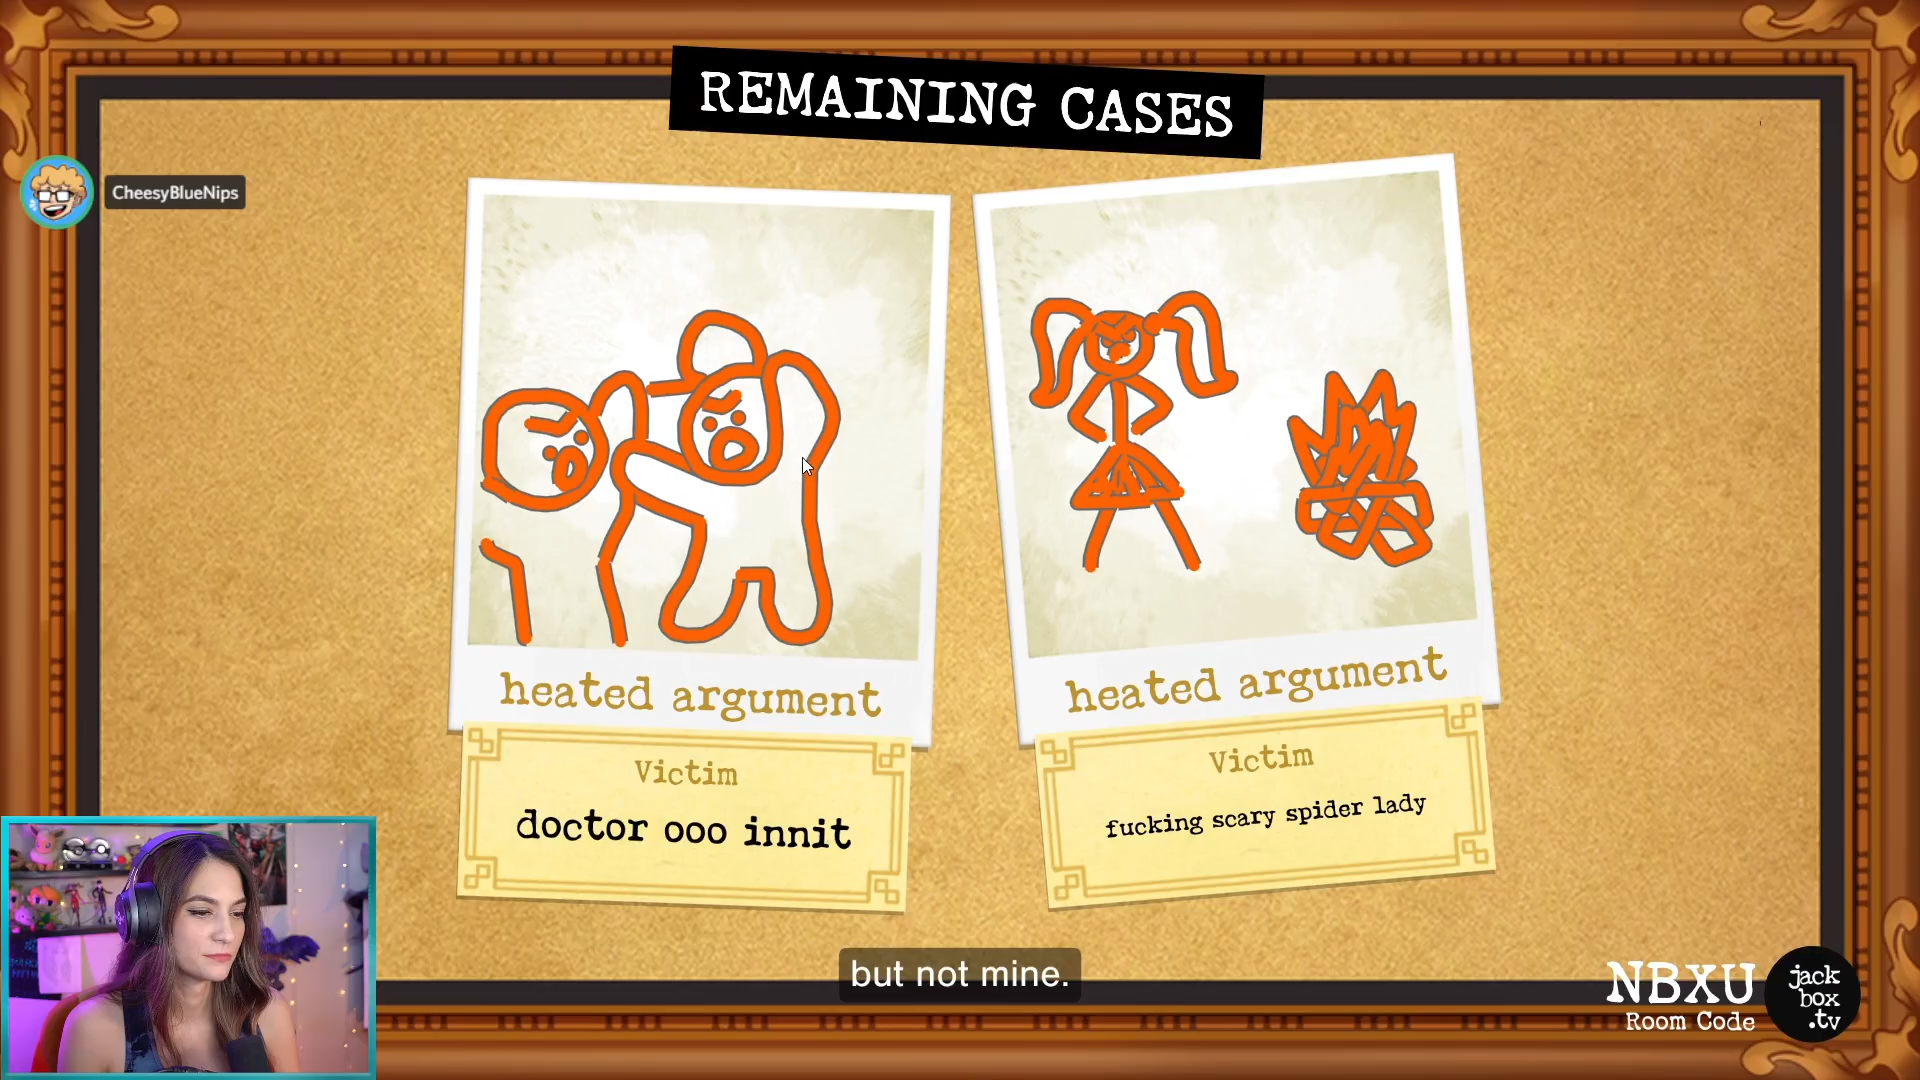 REMAINING CASES
CheesyBlueNips
heated argument
Victim
doctor ooo innit
heated argument
Victim
fucking scary spider lady
but not mine.
NBXU
Room Code
jack
box
.tv